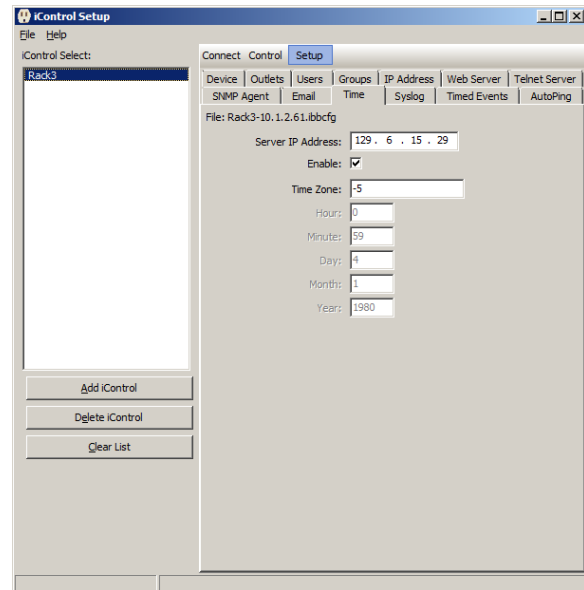 iControl Setup
File Help
iControl Select:
Connect Control Setup
Rack3
Device Outlets Users Groups IP Address Web Server Telnet Server
SNMP Agent Email Time Syslog Timed Events AutoPing
File: Rack3-10.1.2.61.ibbcfg
Server IP Address: 129 . 6 . 15 . 29
Enable:
Time Zone: -5
Hour: 0
Minute: 59
Day: 4
Month: 1
Year: 1980
Add iControl
Delete iControl
Clear List